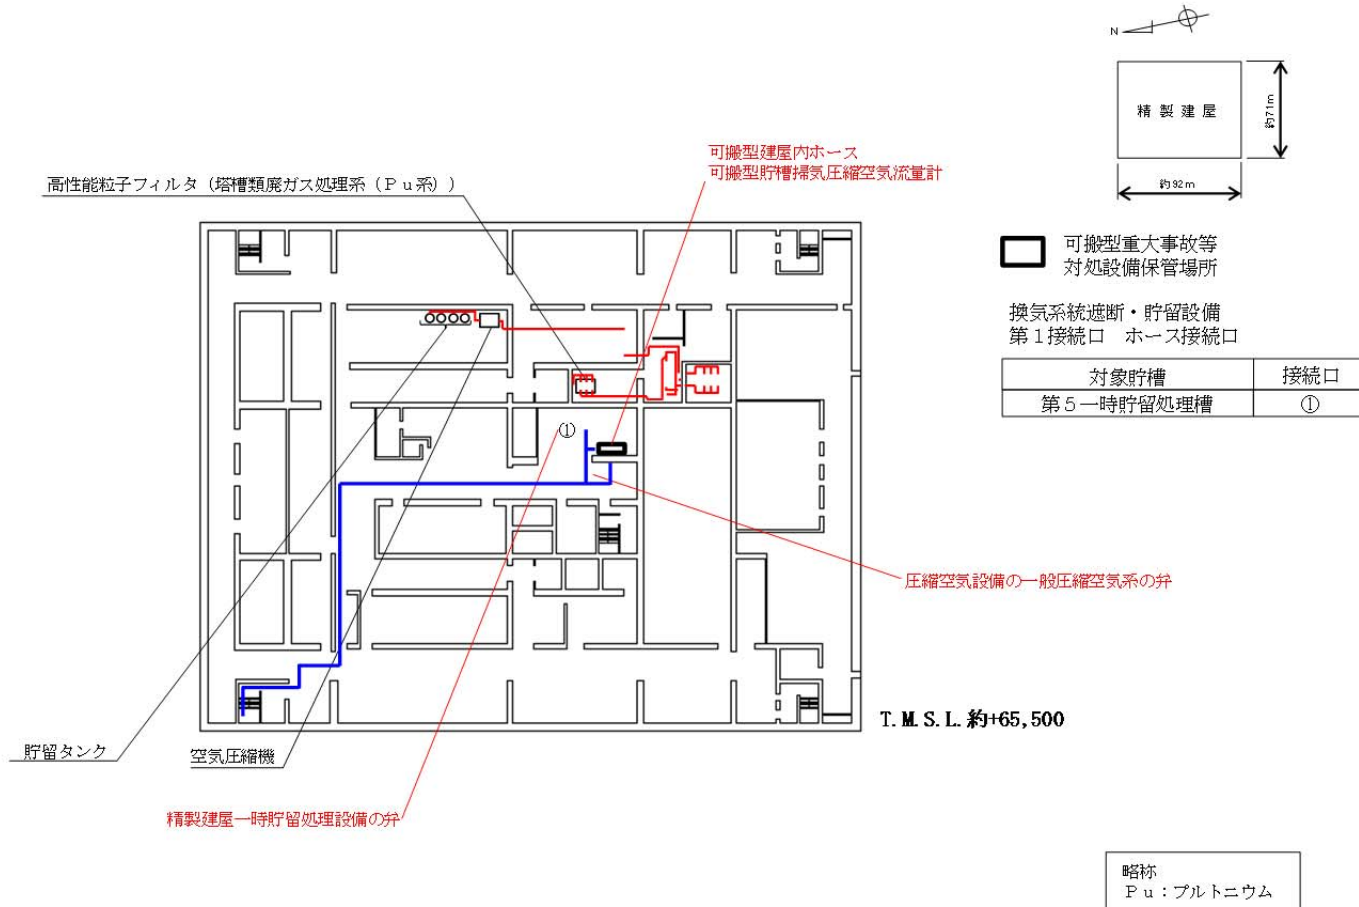 N
精製建屋
約71m
約92m
可搬型建屋内ホース
可搬型貯槽掃気圧縮空気流量計
高性能粒子フィルタ（塔槽類廃ガス処理系（Ｐｕ系））
可搬型重大事故等
対処設備保管場所
換気系統遮断・貯留設備
第１接続口　ホース接続口
対象貯槽　接続口
第５一時貯留処理槽　①
①
圧縮空気設備の一般圧縮空気系の弁
T.M.S.L.約+65,500
貯留タンク
空気圧縮機
精製建屋一時貯留処理設備の弁
略称
Ｐｕ：プルトニウム